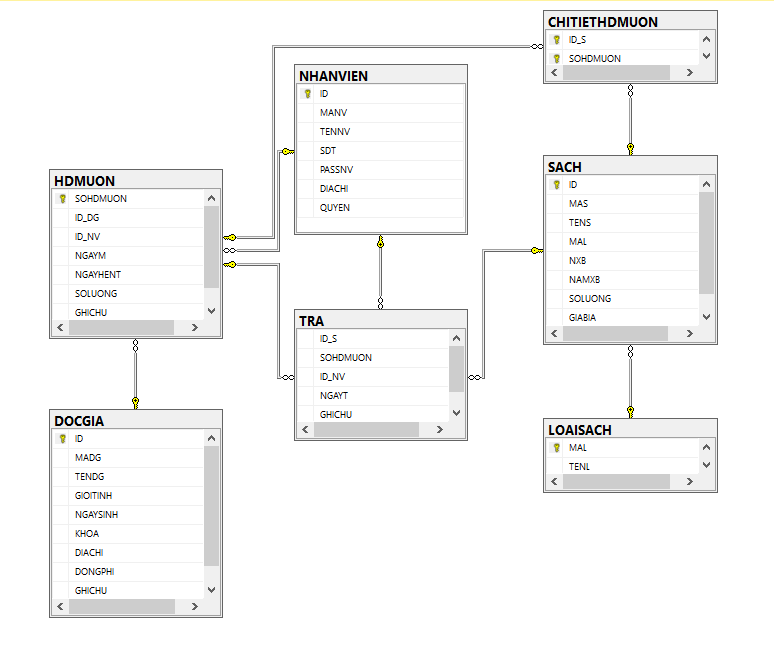 CHITIETHDMUON
ID_S
SOHDMUON
NHANVIEN
ID
MANV
TENNV
SDT
PASSNV
DIACHI
QUYEN
HDMUON
SOHDMUON
ID_DG
ID_NV
NGAYM
NGAYHENT
SOLUONG
GHICHU
SACH
ID
MAS
TENS
MAL
NXB
NAMXB
SOLUONG
GIABIA
TRA
ID_S
SOHDMUON
ID_NV
NGAYT
GHICHU
DOCGIA
ID
MADG
TENDG
GIOITINH
NGAYSINH
KHOA
DIACHI
DONGPHI
GHICHU
LOAISACH
MAL
TENL